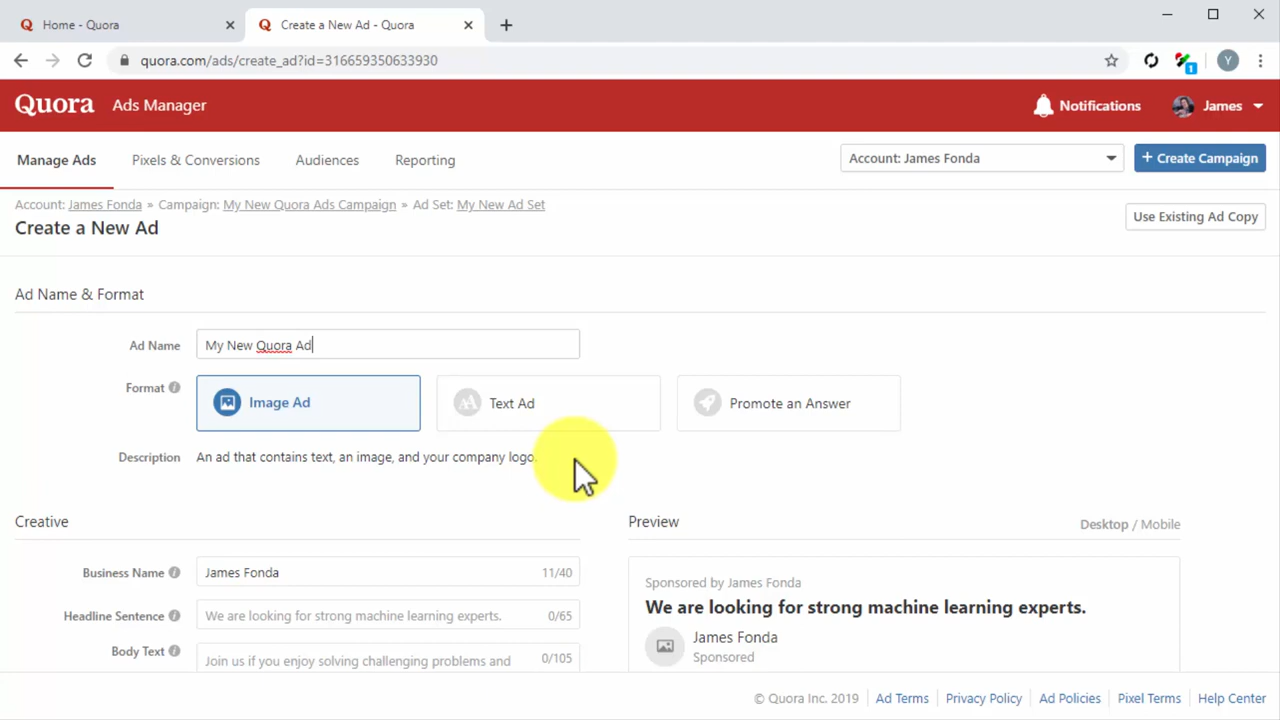 Home - Quora
Create a New Ad - Quora
quora.com/ads/create_ad?id=316659350633930
1
Y
Quora Ads Manager
Notifications
James
Manage Ads
Pixels & Conversions
Audiences
Reporting
Account: James Fonda
+ Create Campaign
Account: James Fonda » Campaign: My New Quora Ads Campaign » Ad Set: My New Ad Set
Create a New Ad
Use Existing Ad Copy
Ad Name & Format
Ad Name
My New Quora Ad
Format
Image Ad
AA Text Ad
Promote an Answer
Description
An ad that contains text, an image, and your company logo.
Creative
Preview
Desktop / Mobile
Business Name
James Fonda
11/40
Sponsored by James Fonda
We are looking for strong machine learning experts.
Headline Sentence
We are looking for strong machine learning experts.
0/65
James Fonda
Sponsored
Body Text
Join us if you enjoy solving challenging problems and
0/105
© Quora Inc. 2019
Ad Terms
Privacy Policy
Ad Policies
Pixel Terms
Help Center